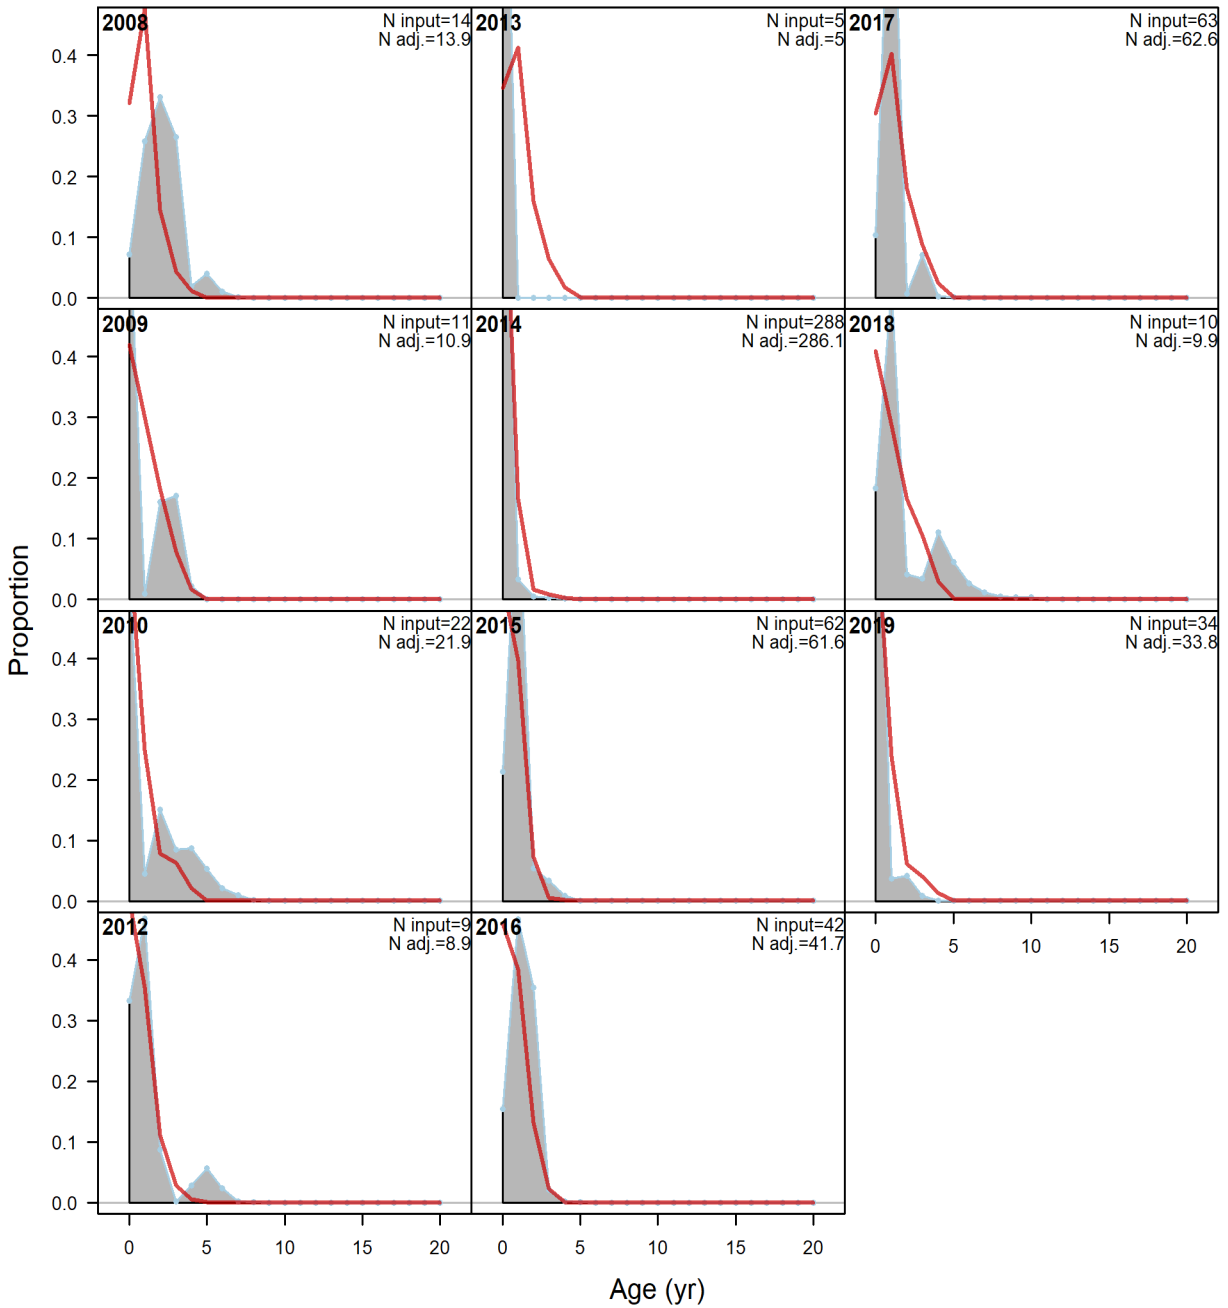 2008
N input=14
N adj.=13.9
2013
N input=5
N adj.=5
2017
N input=63
N adj.=62.6
0.4
0.3
0.2
0.1
0.0
2009
N input=11
N adj.=10.9
2014
N input=288
N adj.=286.1
2018
N input=10
N adj.=9.9
0.4
0.3
0.2
0.1
0.0
2010
N input=22
N adj.=21.9
2015
N input=62
N adj.=61.6
2019
N input=34
N adj.=33.8
0.4
0.3
0.2
0.1
0.0
2012
N input=9
N adj.=8.9
2016
N input=42
N adj.=41.7
0.4
0.3
0.2
0.1
0.0
0 5 10 15 20
0 5 10 15 20
0 5 10 15 20
Proportion
Age (yr)